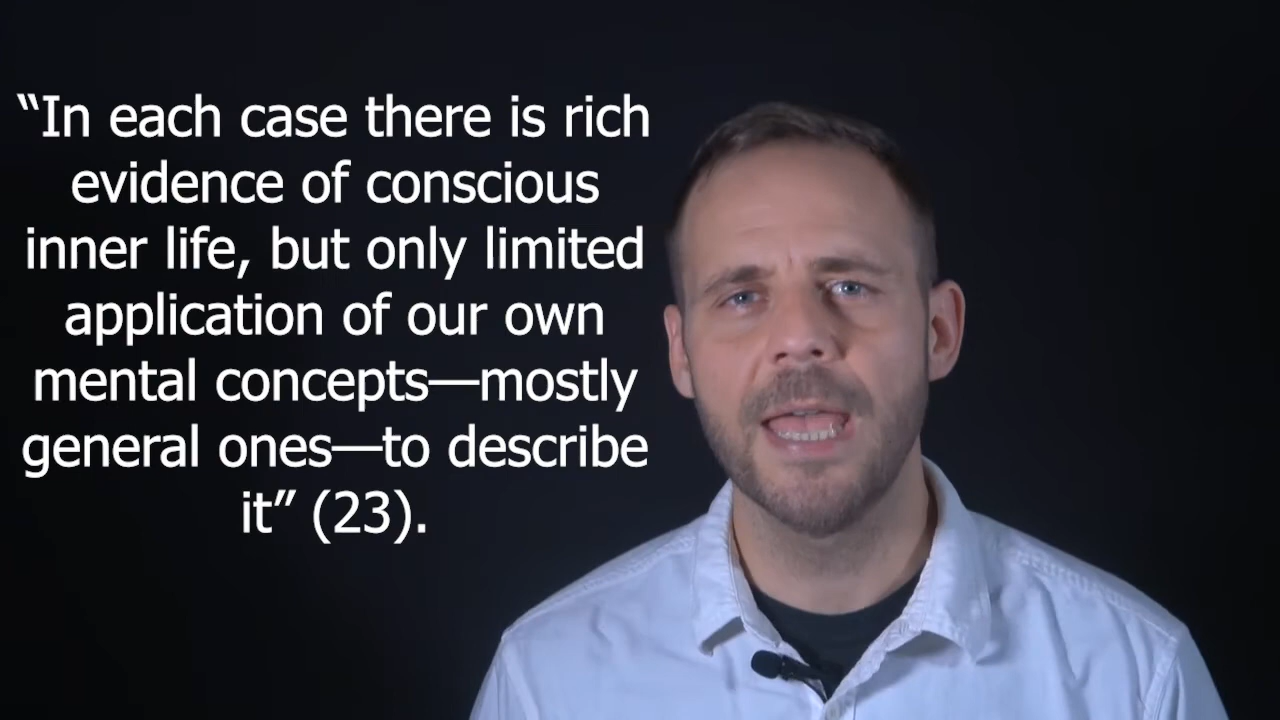 “In each case there is rich
evidence of conscious
inner life, but only limited
application of our own
mental concepts—mostly
general ones—to describe
it” (23).